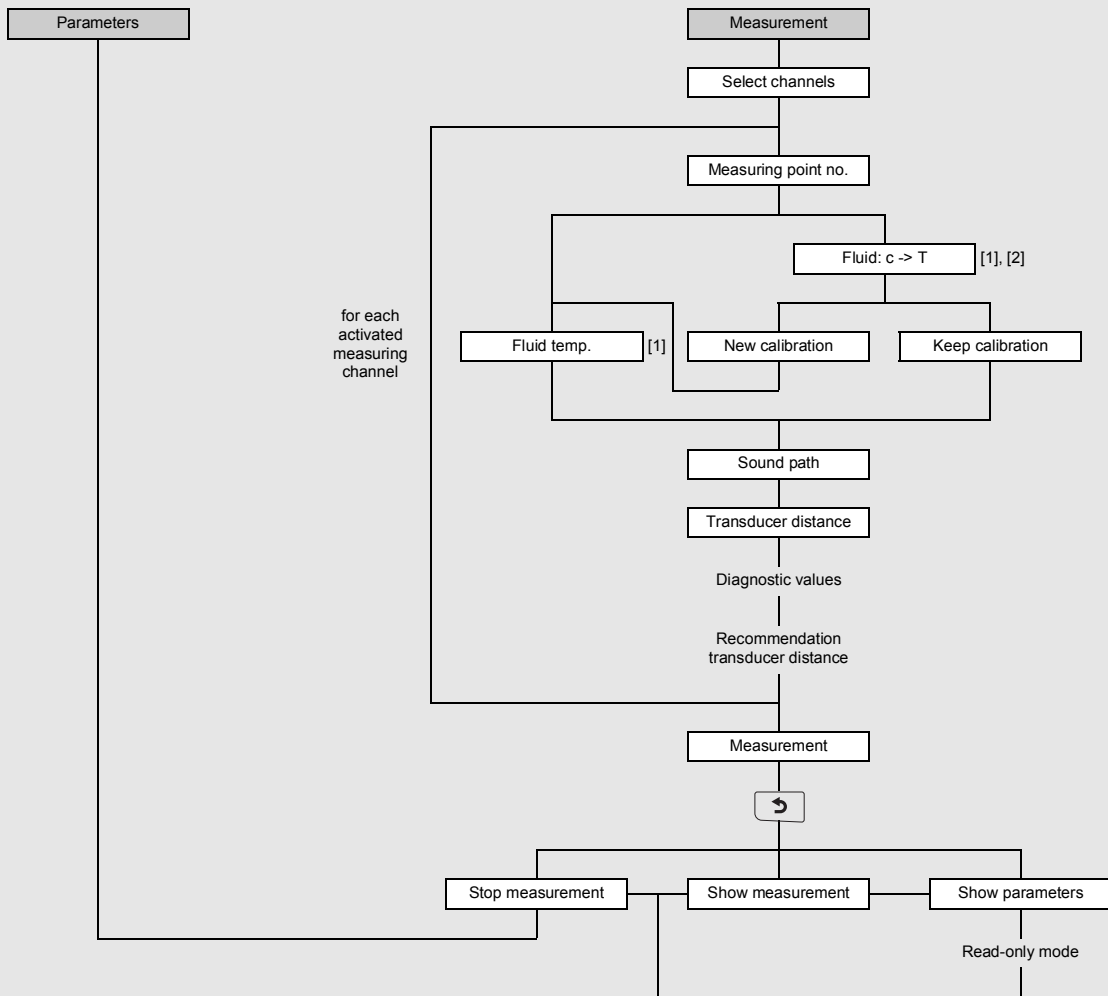 Parameters
Measurement
Select channels
Measuring point no.
Fluid: c -> T
[1], [2]
for each
activated
measuring
channel
Fluid temp.
[1]
New calibration
Keep calibration
Sound path
Transducer distance
Diagnostic values
Recommendation
transducer distance
Measurement
Stop measurement
Show measurement
Show parameters
Read-only mode